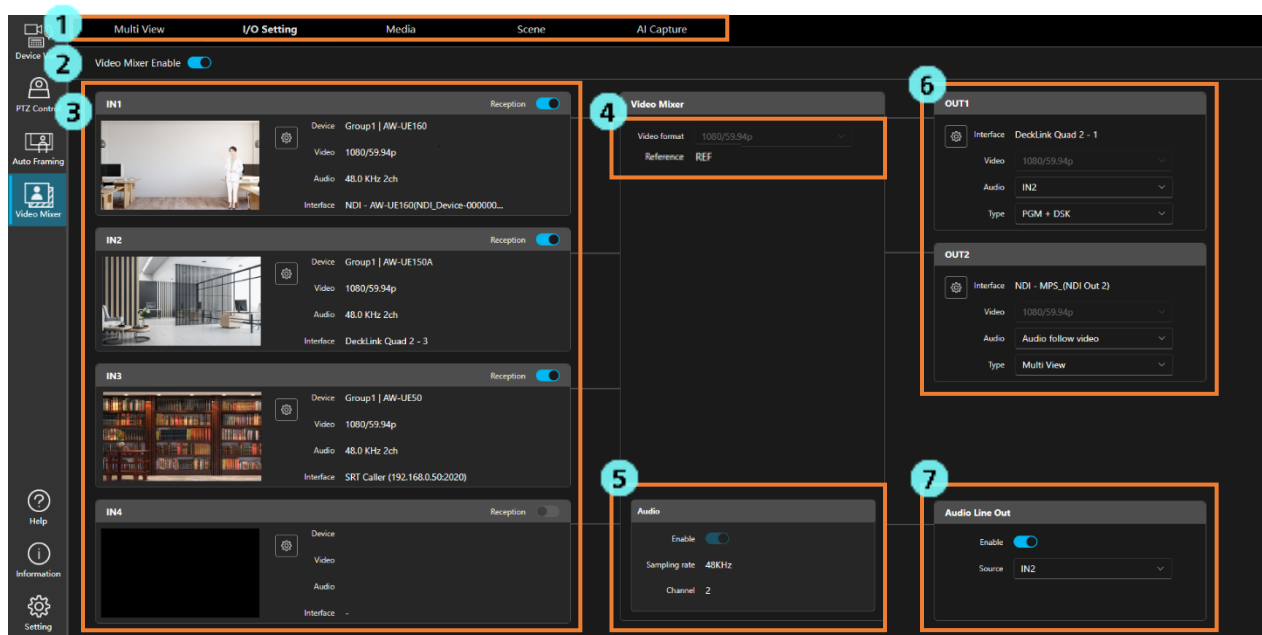 1
Multi View
I/O Setting
Media
Scene
AI Capture
Device
PTZ Control
Auto Framing
Video Mixer
Help
Information
Setting
2
Video Mixer Enable
3
IN1
Reception
Device Group1 | AW-UE160
Video 1080/59.94p
Audio 48.0 KHz 2ch
Interface NDI - AW-UE160(NDI_Device-000000...
IN2
Reception
Device Group1 | AW-UE150A
Video 1080/59.94p
Audio 48.0 KHz 2ch
Interface DeckLink Quad 2 - 3
IN3
Reception
Device Group1 | AW-UE50
Video 1080/59.94p
Audio 48.0 KHz 2ch
Interface SRT Caller (192.168.0.50:2020)
IN4
Reception
Device
Video
Audio
Interface -
4
Video Mixer
Video format 1080/59.94p
Reference REF
5
Audio
Enable
Sampling rate 48KHz
Channel 2
6
OUT1
Interface DeckLink Quad 2 - 1
Video 1080/59.94p
Audio IN2
Type PGM + DSK
OUT2
Interface NDI - MPS_(NDI Out 2)
Video 1080/59.94p
Audio Audio follow video
Type Multi View
7
Audio Line Out
Enable
Source IN2